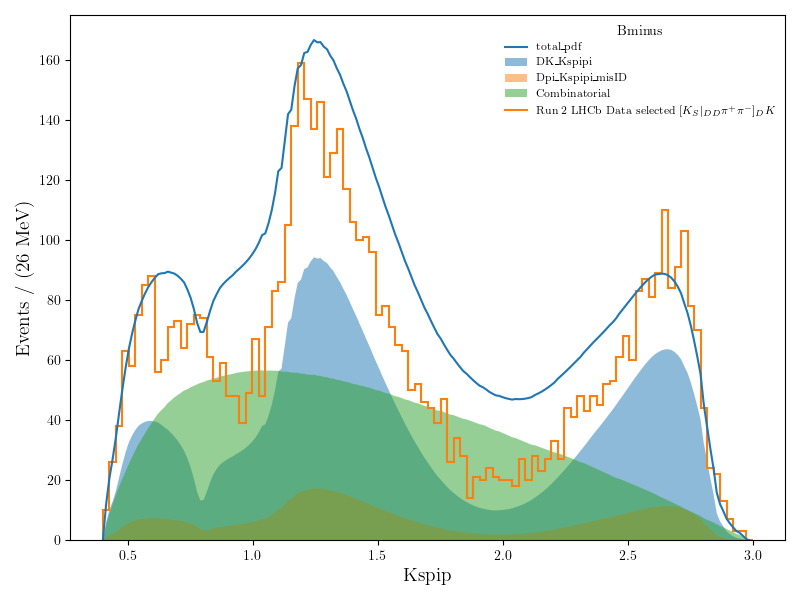 Bminus
total_pdf
DK_Kspipi
Dpi_Kspipi_misID
Combinatorial
Run 2 LHCb Data selected [K_S|_{DD}π⁺π⁻]_D K
Events / (26 MeV)
160
140
120
100
80
60
40
20
0
0.5 1.0 1.5 2.0 2.5 3.0
Kspip